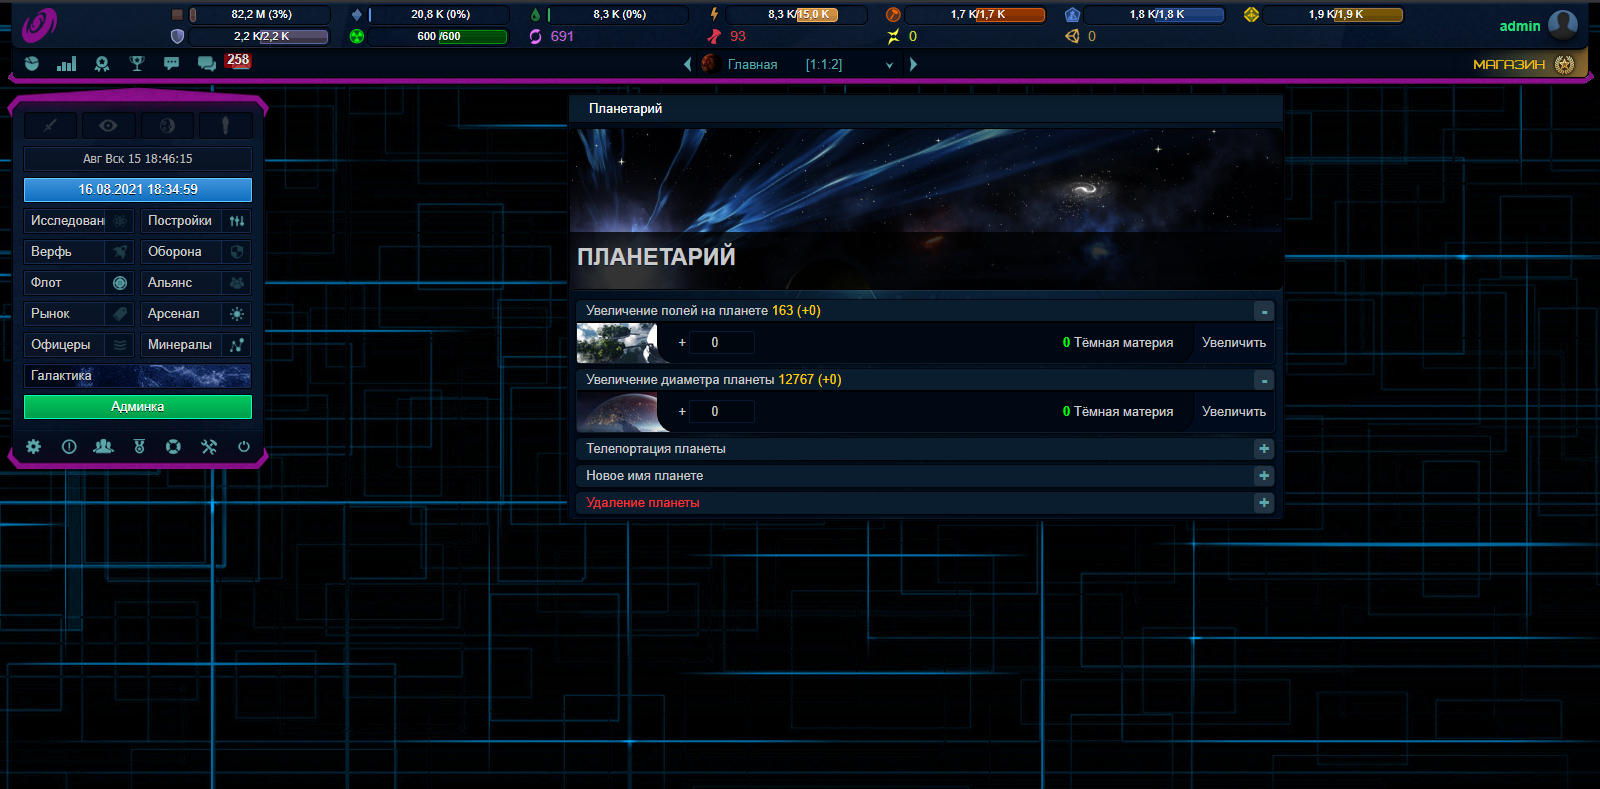 82,2 M (3%) 20,8 K (0%) 8,3 K (0%) 8,3 K/15,0 K 1,7 K/1,7 K 1,8 K/1,8 K 1,9 K/1,9 K
2,2 K/2,2 K 600 /600 691 93 0 0
admin
258 Главная [1:1:2] МАГАЗИН
Авг Вск 15 18:46:15
16.08.2021 18:34:59
Исследован Постройки
Верфь Оборона
Флот Альянс
Рынок Арсенал
Офицеры Минералы
Галактика
Админка
Планетарий
ПЛАНЕТАРИЙ
Увеличение полей на планете 163 (+0) -
+ 0 0 Тёмная материя Увеличить
Увеличение диаметра планеты 12767 (+0) -
+ 0 0 Тёмная материя Увеличить
Телепортация планеты +
Новое имя планете +
Удаление планеты +